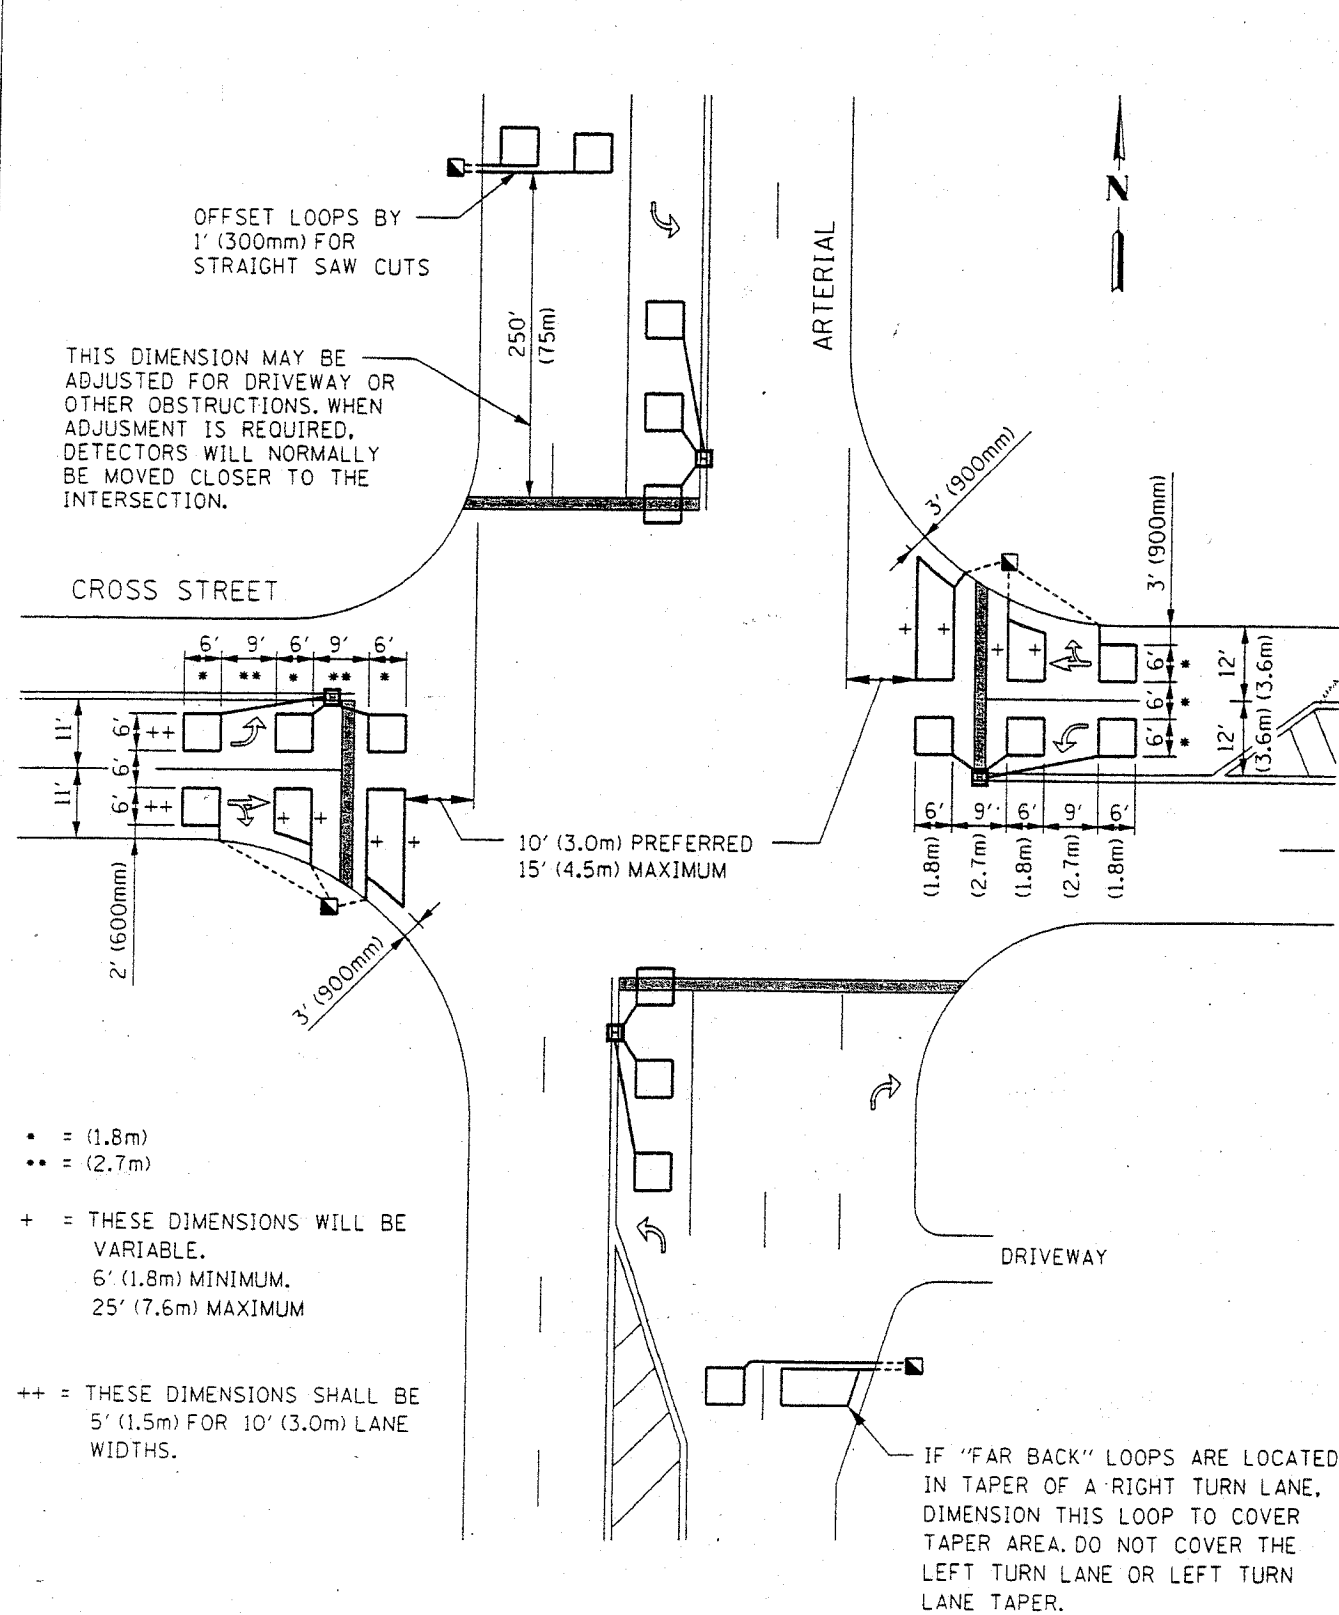 OFFSET LOOPS BY
1' (300mm) FOR
STRAIGHT SAW CUTS
250'
(75m)
ARTERIAL
N
THIS DIMENSION MAY BE
ADJUSTED FOR DRIVEWAY OR
OTHER OBSTRUCTIONS. WHEN
ADJUSMENT IS REQUIRED,
DETECTORS WILL NORMALLY
BE MOVED CLOSER TO THE
INTERSECTION.
3' (900mm)
3' (900mm)
CROSS STREET
6' 9' 6' 9' 6'
* ** * ** *
11'
11'
6' ++
6'
6' ++
2' (600mm)
3' (900mm)
+ + + +
+ + + +
6' *
6' *
6' *
12' (3.6m)
12' (3.6m)
6' 9' 6' 9' 6'
(1.8m) (2.7m) (1.8m) (2.7m) (1.8m)
10' (3.0m) PREFERRED
15' (4.5m) MAXIMUM
H
H
H
H
* = (1.8m)
** = (2.7m)
+ = THESE DIMENSIONS WILL BE
VARIABLE.
6' (1.8m) MINIMUM.
25' (7.6m) MAXIMUM
++ = THESE DIMENSIONS SHALL BE
5' (1.5m) FOR 10' (3.0m) LANE
WIDTHS.
DRIVEWAY
IF "FAR BACK" LOOPS ARE LOCATED
IN TAPER OF A RIGHT TURN LANE,
DIMENSION THIS LOOP TO COVER
TAPER AREA. DO NOT COVER THE
LEFT TURN LANE OR LEFT TURN
LANE TAPER.